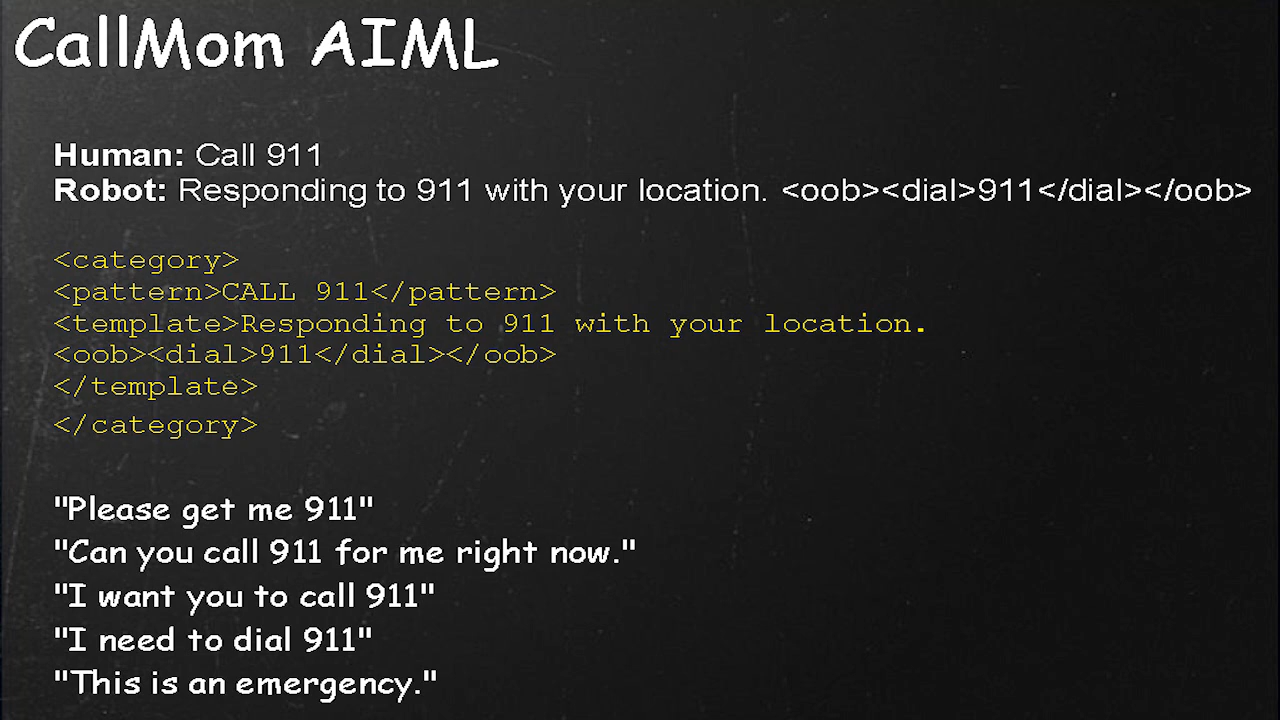 CallMom AIML
Human: Call 911
Robot: Responding to 911 with your location. <oob><dial>911</dial></oob>
<category>
<pattern>CALL 911</pattern>
<template>Responding to 911 with your location.
<oob><dial>911</dial></oob>
</template>
</category>
"Please get me 911"
"Can you call 911 for me right now."
"I want you to call 911"
"I need to dial 911"
"This is an emergency."